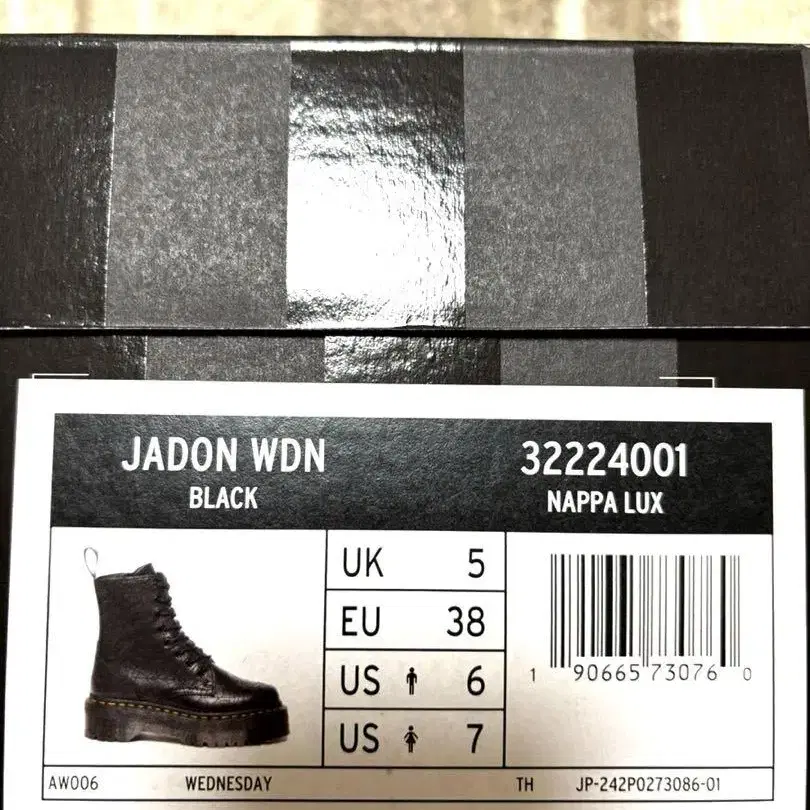 JADON WDN
BLACK
32224001
NAPPA LUX
UK 5
EU 38
US 6
US 7
1 90665 73076 0
AW006 WEDNESDAY TH JP-242P0273086-01